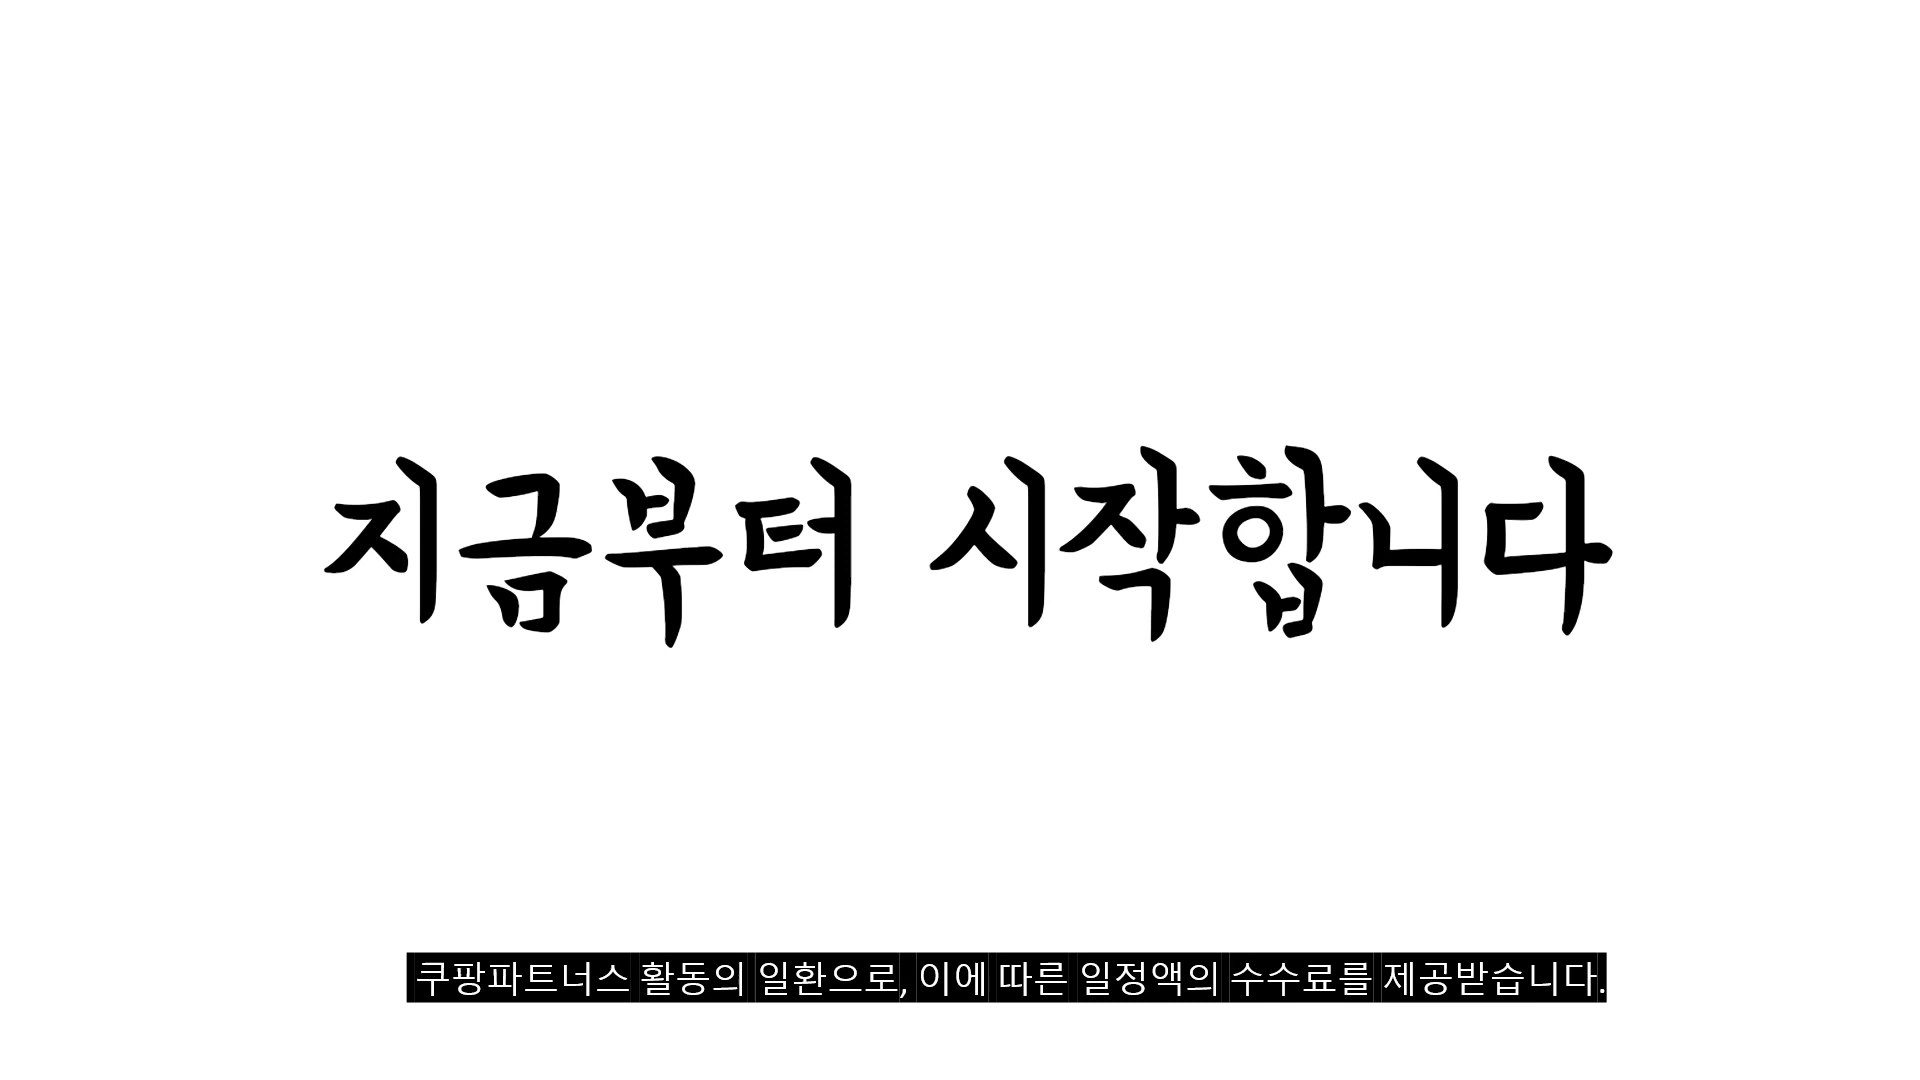 지금부터 시작합니다
쿠팡파트너스 활동의 일환으로, 이에 따른 일정액의 수수료를 제공받습니다.